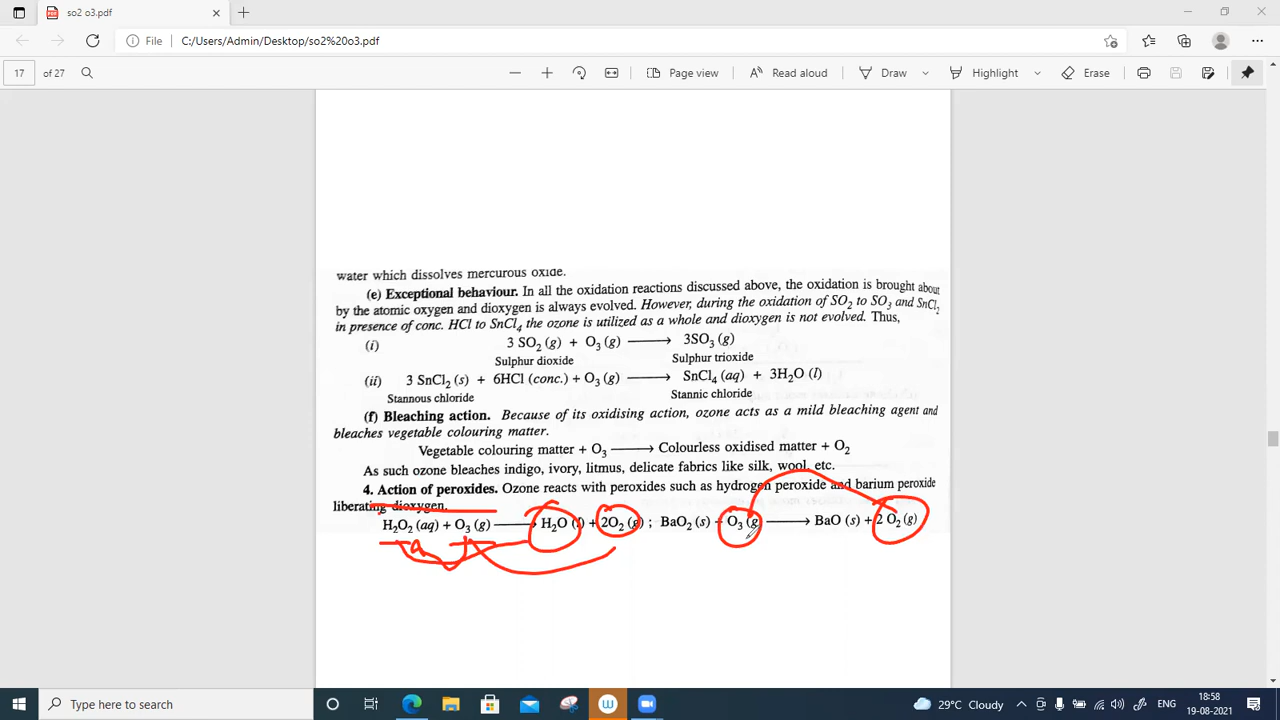 so2 o3.pdf
File C:/Users/Admin/Desktop/so2%20o3.pdf
17 of 27 Page view Read aloud Draw Highlight Erase
water which dissolves mercurous oxide.
(e) Exceptional behaviour. In all the oxidation reactions discussed above, the oxidation is brought about
by the atomic oxygen and dioxygen is always evolved. However, during the oxidation of SO₂ to SO₃ and SnCl₂
in presence of conc. HCl to SnCl₄ the ozone is utilized as a whole and dioxygen is not evolved. Thus,
(i) 3 SO₂ (g) + O₃ (g) ⟶ 3SO₃ (g)
Sulphur dioxide Sulphur trioxide
(ii) 3 SnCl₂ (s) + 6HCl (conc.) + O₃ (g) ⟶ SnCl₄ (aq) + 3H₂O (l)
Stannous chloride Stannic chloride
(f) Bleaching action. Because of its oxidising action, ozone acts as a mild bleaching agent and
bleaches vegetable colouring matter.
Vegetable colouring matter + O₃ ⟶ Colourless oxidised matter + O₂
As such ozone bleaches indigo, ivory, litmus, delicate fabrics like silk, wool, etc.
4. Action of peroxides. Ozone reacts with peroxides such as hydrogen peroxide and barium peroxide
liberating dioxygen.
H₂O₂ (aq) + O₃ (g) ⟶ H₂O (l) + 2O₂ (g) ; BaO₂ (s) + O₃ (g) ⟶ BaO (s) + 2 O₂ (g)
Type here to search
29°C Cloudy ENG 18:58
19-08-2021